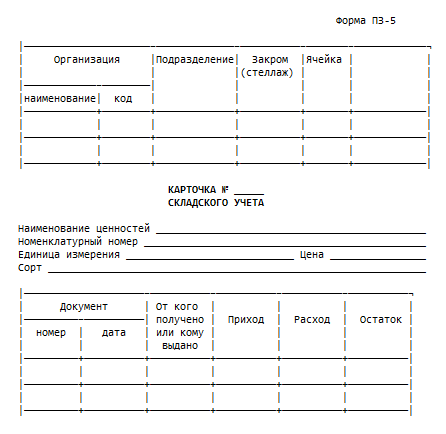 Форма ПЗ-5
Организация Подразделение Закром Ячейка
(стеллаж)
наименование код
КАРТОЧКА № _____
СКЛАДСКОГО УЧЕТА
Наименование ценностей
Номенклатурный номер
Единица измерения Цена
Сорт
Документ От кого
получено Приход Расход Остаток
номер дата или кому
выдано